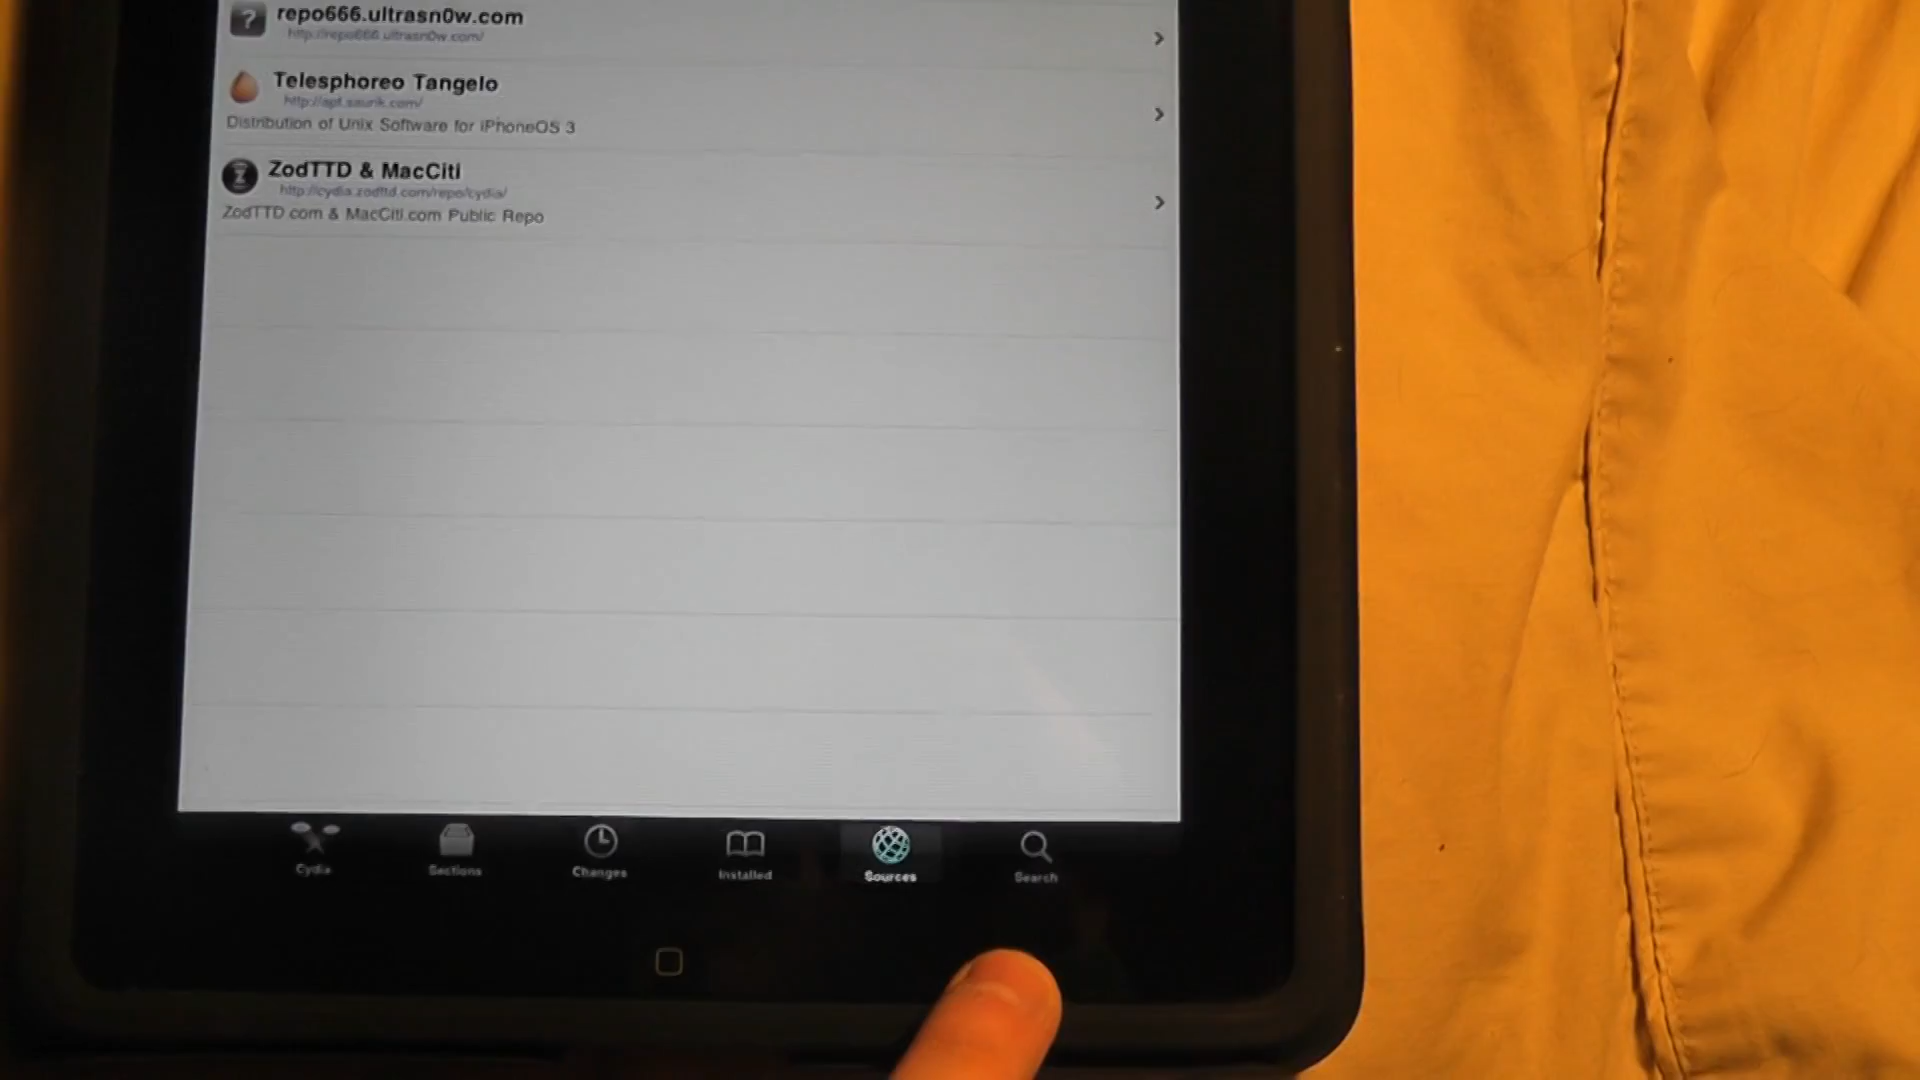 repo666.ultrasn0w.com
http://repo666.ultrasn0w.com/
Telesphoreo Tangelo
http://apt.saurik.com/
Distribution of Unix Software for iPhoneOS 3
ZodTTD & MacCiti
http://cydia.zodttd.com/repo/cydia/
ZodTTD.com & MacCiti.com Public Repo
Cydia
Sections
Changes
Installed
Sources
Search